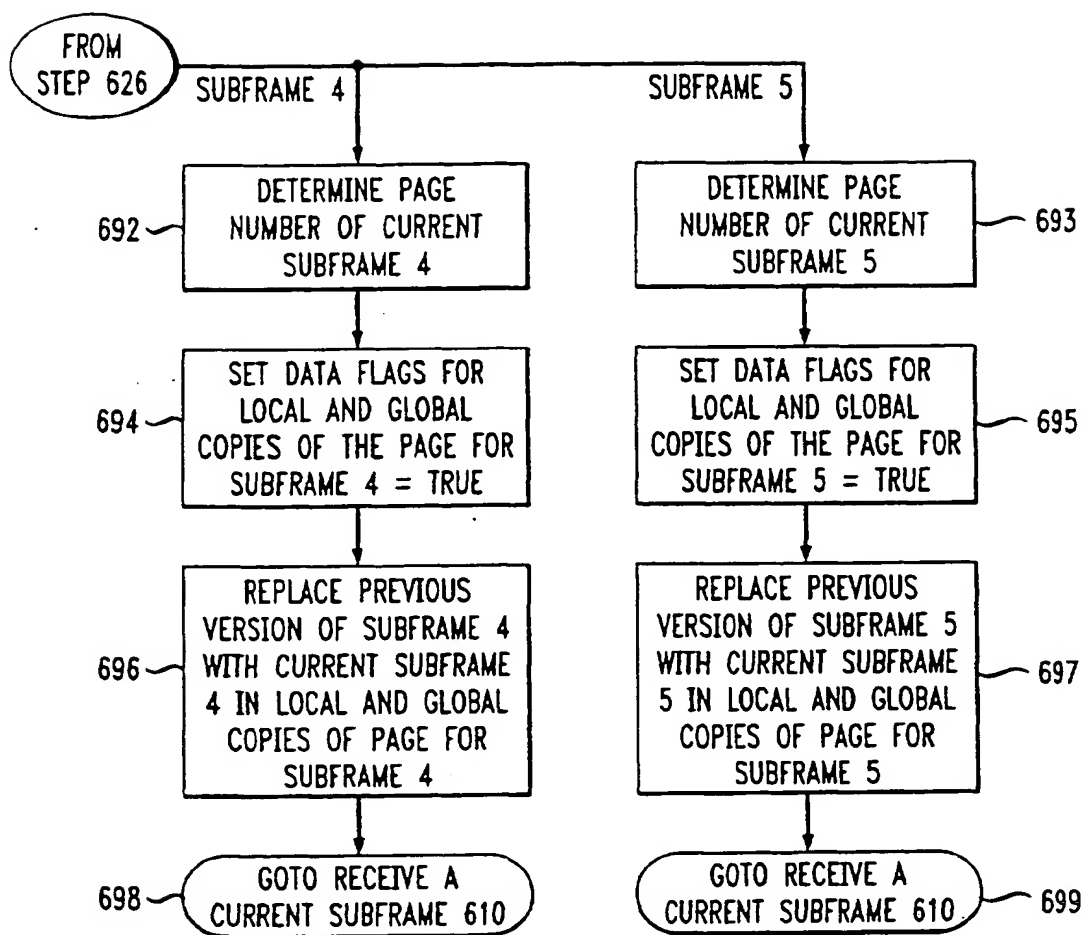 FROM
STEP 626
SUBFRAME 4
SUBFRAME 5
692
DETERMINE PAGE
NUMBER OF CURRENT
SUBFRAME 4
DETERMINE PAGE
NUMBER OF CURRENT
SUBFRAME 5
693
694
SET DATA FLAGS FOR
LOCAL AND GLOBAL
COPIES OF THE PAGE FOR
SUBFRAME 4 = TRUE
SET DATA FLAGS FOR
LOCAL AND GLOBAL
COPIES OF THE PAGE FOR
SUBFRAME 5 = TRUE
695
696
REPLACE PREVIOUS
VERSION OF SUBFRAME 4
WITH CURRENT SUBFRAME
4 IN LOCAL AND GLOBAL
COPIES OF PAGE FOR
SUBFRAME 4
REPLACE PREVIOUS
VERSION OF SUBFRAME 5
WITH CURRENT SUBFRAME
5 IN LOCAL AND GLOBAL
COPIES OF PAGE FOR
SUBFRAME 5
697
698
GOTO RECEIVE A
CURRENT SUBFRAME 610
GOTO RECEIVE A
CURRENT SUBFRAME 610
699